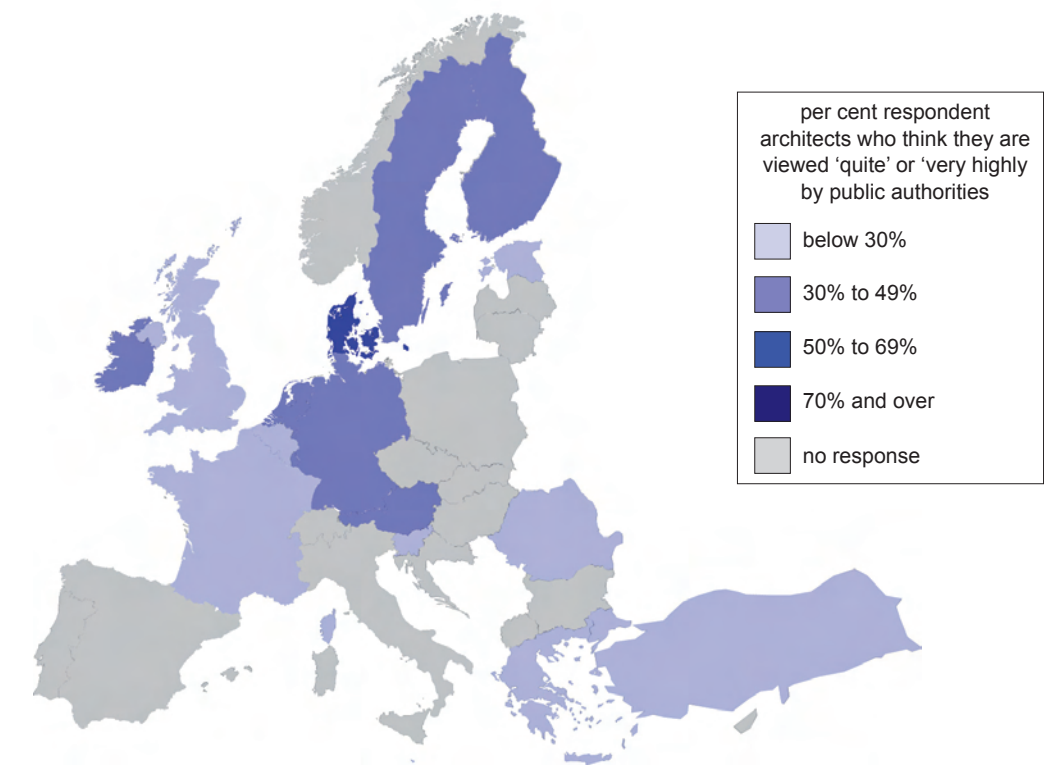 per cent respondent
architects who think they are
viewed ‘quite’ or ‘very highly
by public authorities
below 30%
30% to 49%
50% to 69%
70% and over
no response